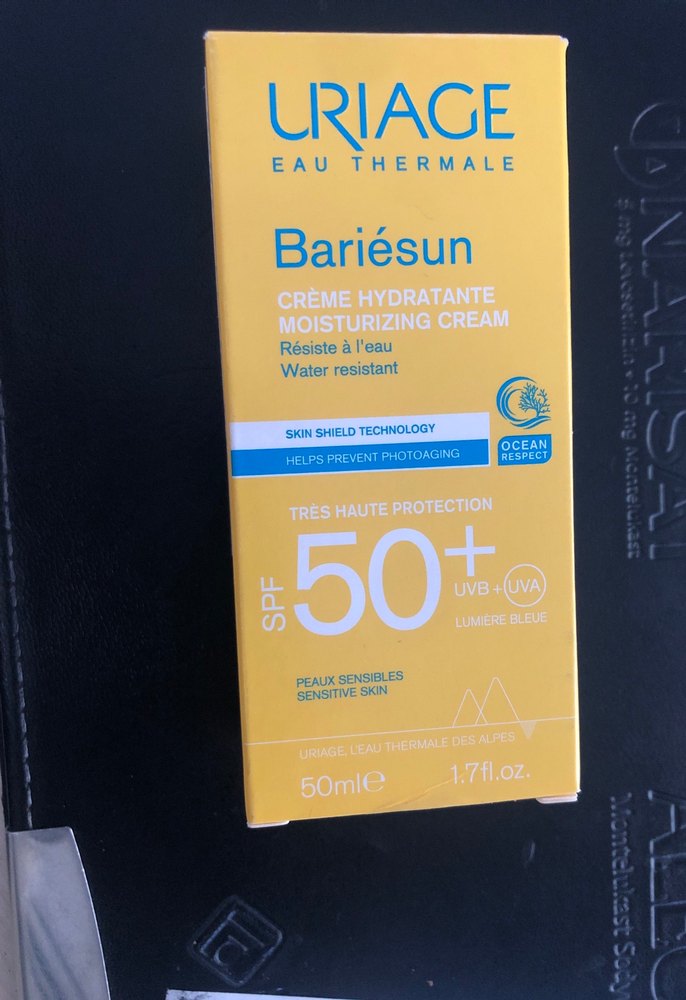 URIAGE
EAU THERMALE
Bariésun
CRÈME HYDRATANTE
MOISTURIZING CREAM
Résiste à l'eau
Water resistant
SKIN SHIELD TECHNOLOGY
HELPS PREVENT PHOTOAGING
OCEAN
RESPECT
TRÈS HAUTE PROTECTION
SPF 50+
UVB + UVA
LUMIÈRE BLEUE
PEAUX SENSIBLES
SENSITIVE SKIN
URIAGE, L'EAU THERMALE DES ALPES
50ml℮ 1.7fl.oz.
Montelukast